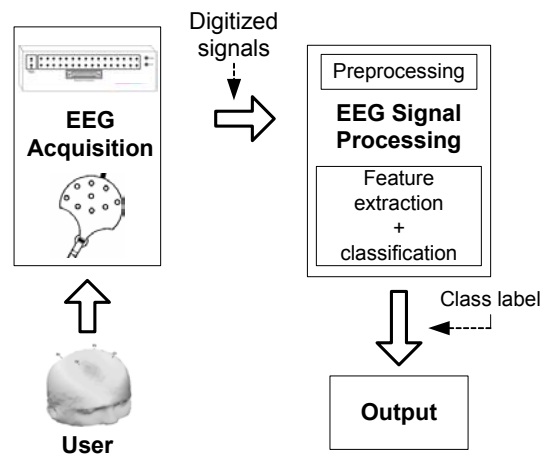 Digitized
signals
EEG
Acquisition
User
Preprocessing
EEG Signal
Processing
Feature
extraction
+
classification
Class label
Output